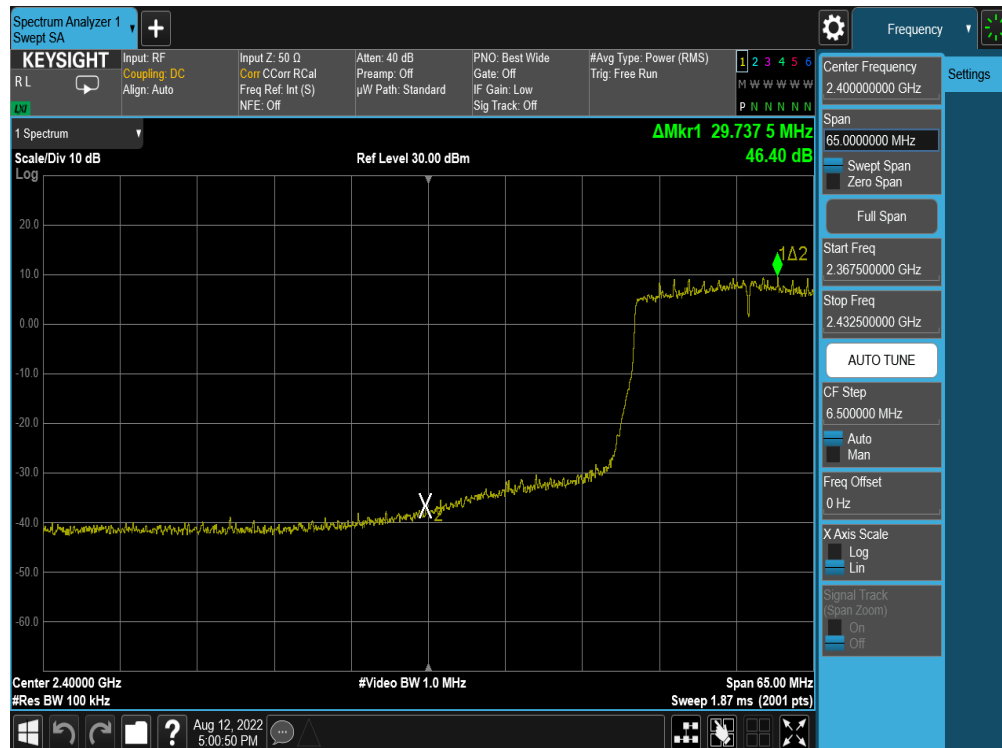 Spectrum Analyzer 1
Swept SA
Frequency
KEYSIGHT
R L
LXI
Input: RF
Coupling: DC
Align: Auto
Input Z: 50 Ω
Corr CCorr RCal
Freq Ref: Int (S)
NFE: Off
Atten: 40 dB
Preamp: Off
µW Path: Standard
PNO: Best Wide
Gate: Off
IF Gain: Low
Sig Track: Off
#Avg Type: Power (RMS)
Trig: Free Run
1 2 3 4 5 6
M W W W W W
P N N N N N
1 Spectrum
Scale/Div 10 dB
Log
Ref Level 30.00 dBm
ΔMkr1 29.737 5 MHz
46.40 dB
20.0
10.0
0.00
-10.0
-20.0
-30.0
-40.0
-50.0
-60.0
1Δ2
X2
Center 2.40000 GHz
#Res BW 100 kHz
#Video BW 1.0 MHz
Span 65.00 MHz
Sweep 1.87 ms (2001 pts)
Center Frequency
2.400000000 GHz
Settings
Span
65.0000000 MHz
Swept Span
Zero Span
Full Span
Start Freq
2.367500000 GHz
Stop Freq
2.432500000 GHz
AUTO TUNE
CF Step
6.500000 MHz
Auto
Man
Freq Offset
0 Hz
X Axis Scale
Log
Lin
Signal Track
(Span Zoom)
On
Off
?
Aug 12, 2022
5:00:50 PM